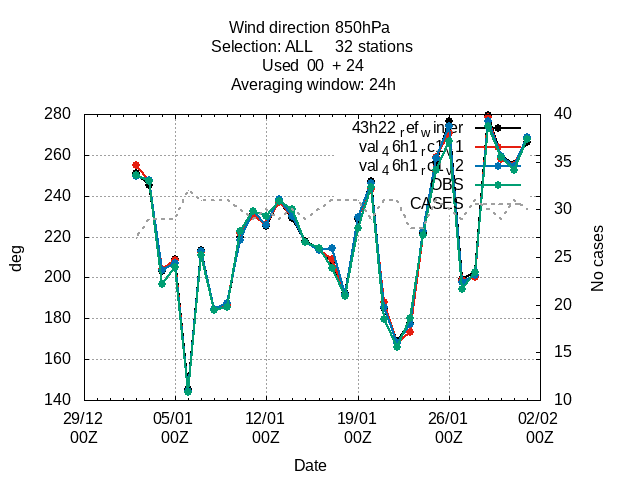 Wind direction 850hPa
Selection: ALL 32 stations
Used 00 + 24
Averaging window: 24h
280
260
240
220
200
180
160
140
deg
40
35
30
25
20
15
10
No cases
43h22_ref_winter
val_46h1_rc1_1
OBS
CASES
29/12 05/01 12/01 19/01 26/01 02/02
00Z 00Z 00Z 00Z 00Z 00Z
Date